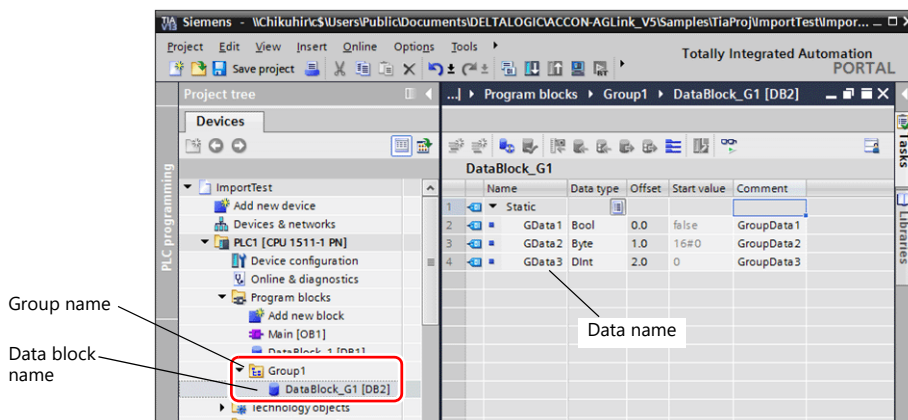 TIA V13 Siemens - \\Chikuhir\c$\Users\Public\Documents\DELTALOGIC\ACCON-AGLink_V5\Samples\TiaProj\ImportTest\Impor...
Project Edit View Insert Online Options Tools
Totally Integrated Automation
PORTAL
Save project
Project tree
...| Program blocks Group1 DataBlock_G1 [DB2]
Devices
DataBlock_G1
Name Data type Offset Start value Comment
1 Static
2 GData1 Bool 0.0 false GroupData1
3 GData2 Byte 1.0 16#0 GroupData2
4 GData3 DInt 2.0 0 GroupData3
ImportTest
Add new device
Devices & networks
PLC1 [CPU 1511-1 PN]
Device configuration
Online & diagnostics
Program blocks
Add new block
Main [OB1]
DataBlock_1 [DB1]
Group1
DataBlock_G1 [DB2]
Technology objects
PLC programming
Tasks
Libraries
Group name
Data block
name
Data name